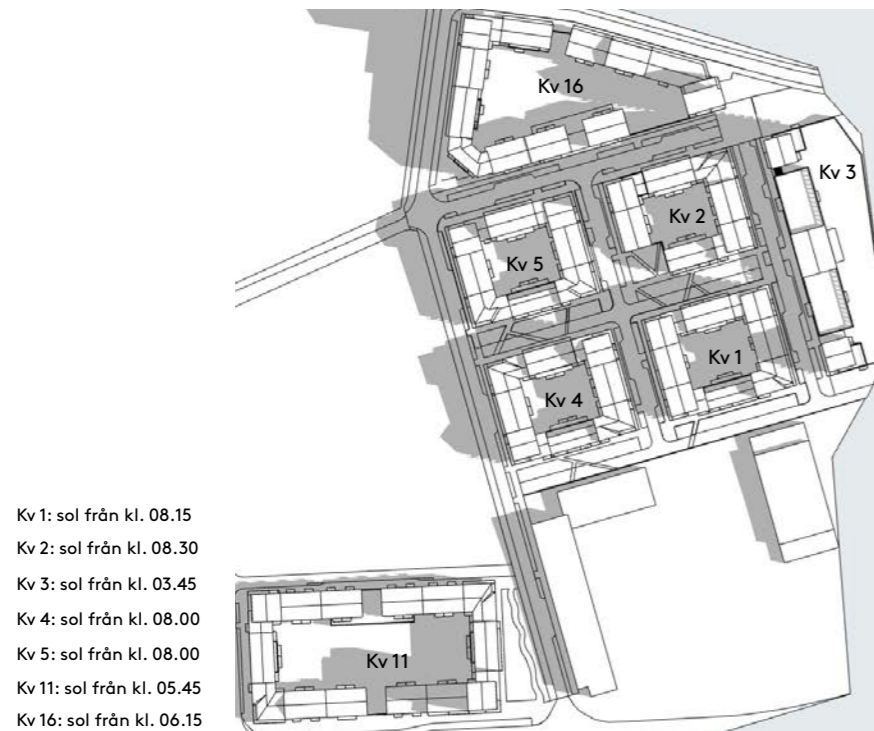 Kv 16
Kv 3
Kv 2
Kv 5
Kv 1
Kv 4
Kv 11
Kv 1: sol från kl. 08.15
Kv 2: sol från kl. 08.30
Kv 3: sol från kl. 03.45
Kv 4: sol från kl. 08.00
Kv 5: sol från kl. 08.00
Kv 11: sol från kl. 05.45
Kv 16: sol från kl. 06.15